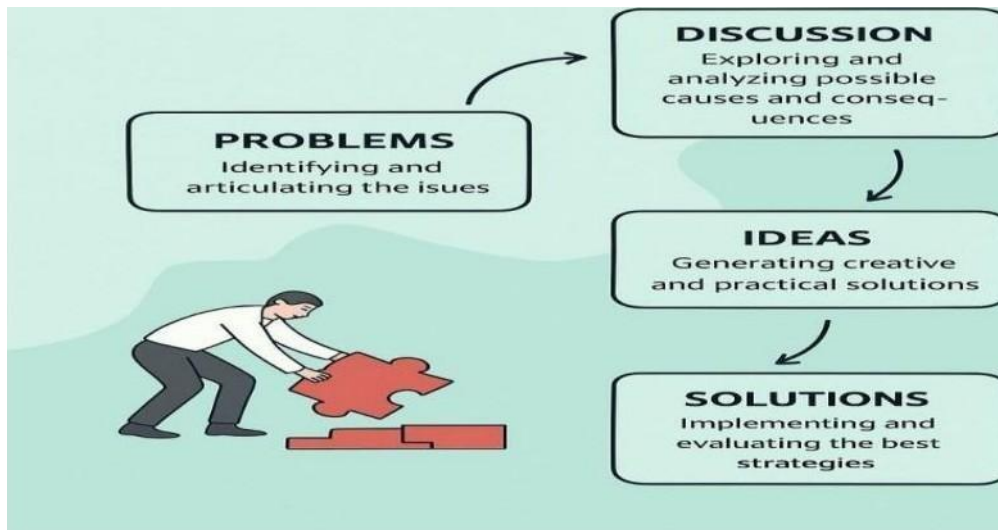 PROBLEMS
Identifying and
articulating the isues
DISCUSSION
Exploring and
analyzing possible
causes and conseq-
uences
IDEAS
Generating creative
and practical solutions
SOLUTIONS
Implementing and
evaluating the best
strategies